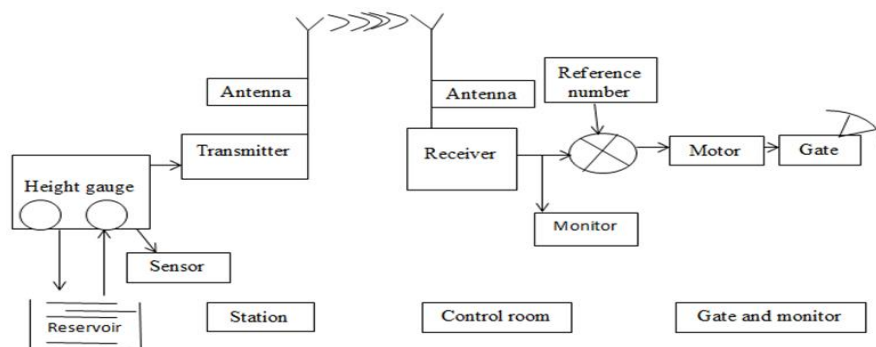 Antenna
Transmitter
Height gauge
Sensor
Reservoir
Station
Antenna
Receiver
Reference
number
Motor
Gate
Monitor
Control room
Gate and monitor